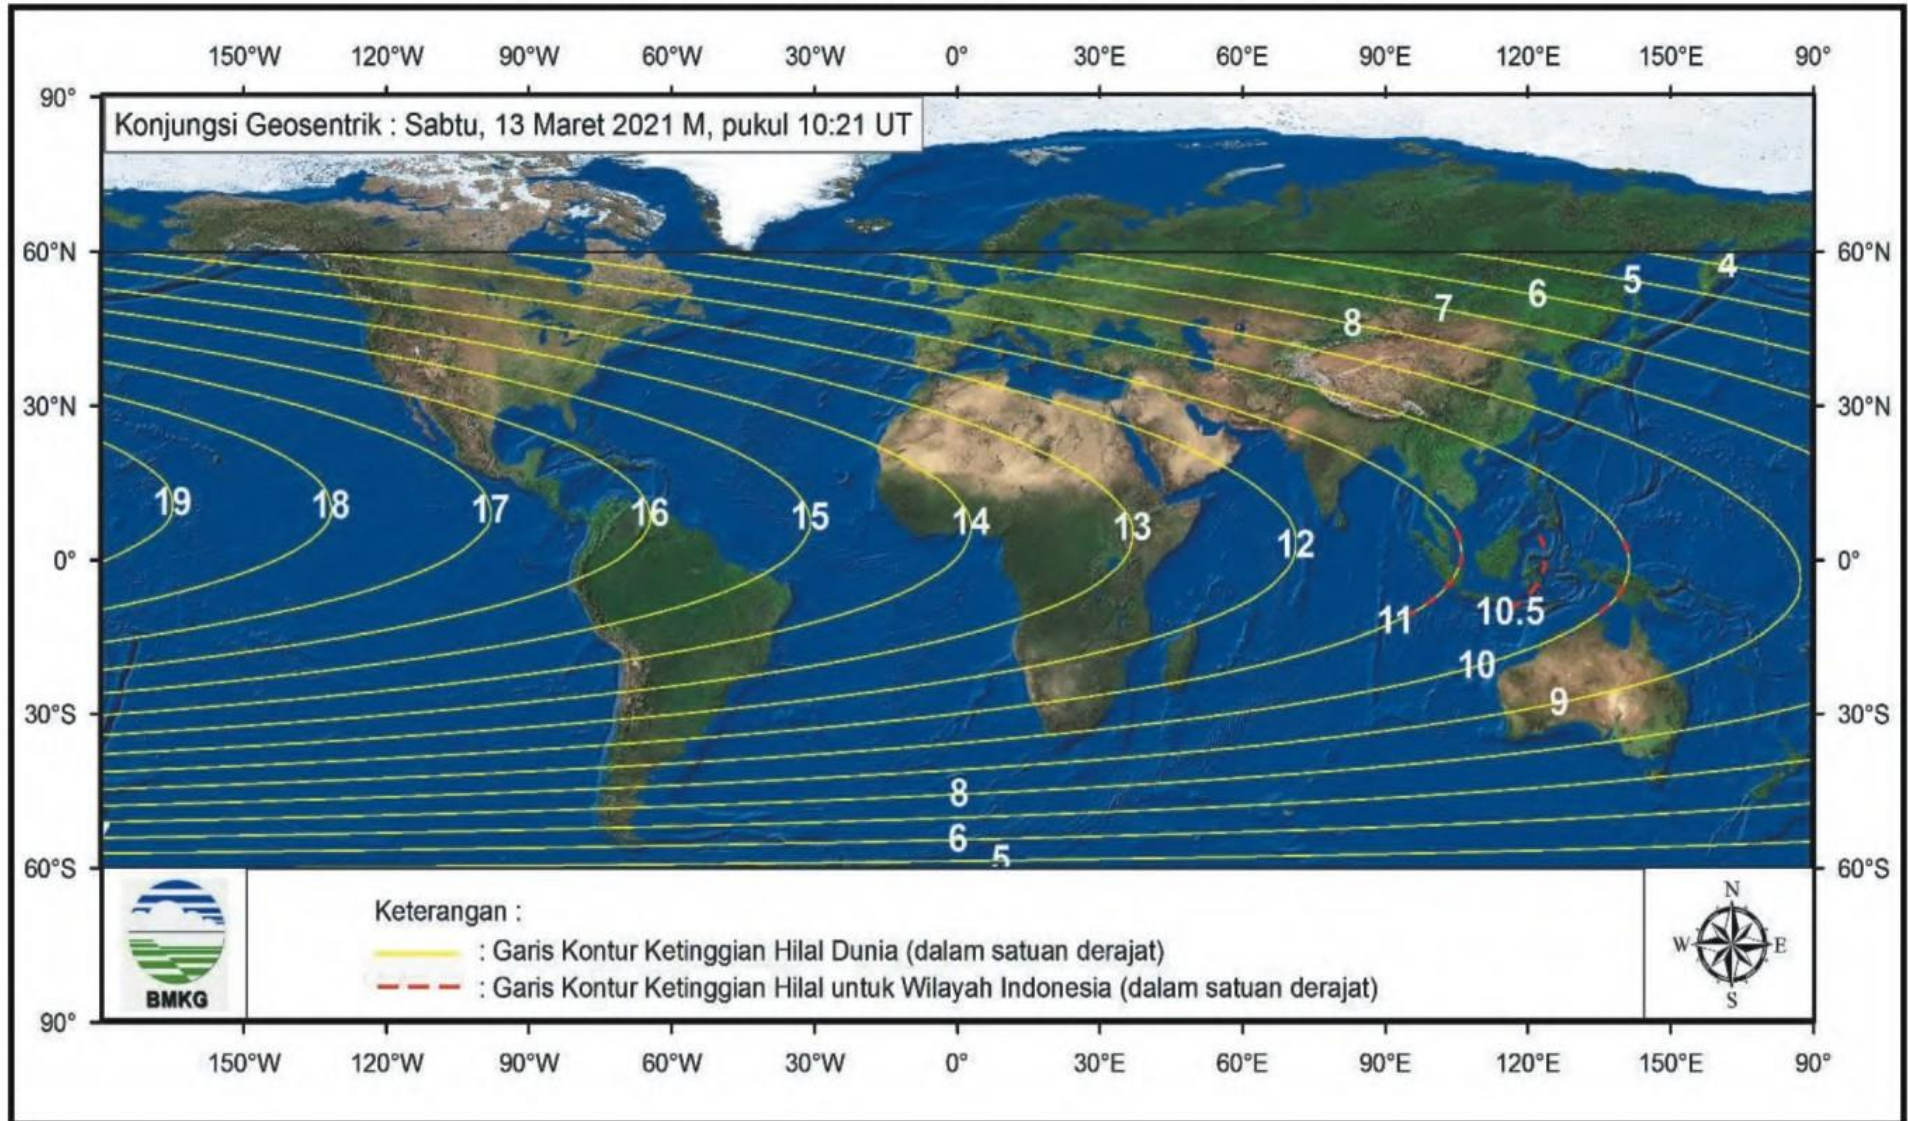 150°W 120°W 90°W 60°W 30°W 0° 30°E 60°E 90°E 120°E 150°E 90°
90°
Konjungsi Geosentrik : Sabtu, 13 Maret 2021 M, pukul 10:21 UT
60°N 60°N
4
5
6
7
8
30°N 30°N
19 18 17 16 15 14 13 12
0° 0°
11 10.5
10
9
30°S 30°S
8
6
5
60°S 60°S
Keterangan :
: Garis Kontur Ketinggian Hilal Dunia (dalam satuan derajat)
: Garis Kontur Ketinggian Hilal untuk Wilayah Indonesia (dalam satuan derajat)
BMKG
N
W E
S
90°
150°W 120°W 90°W 60°W 30°W 0° 30°E 60°E 90°E 120°E 150°E 90°